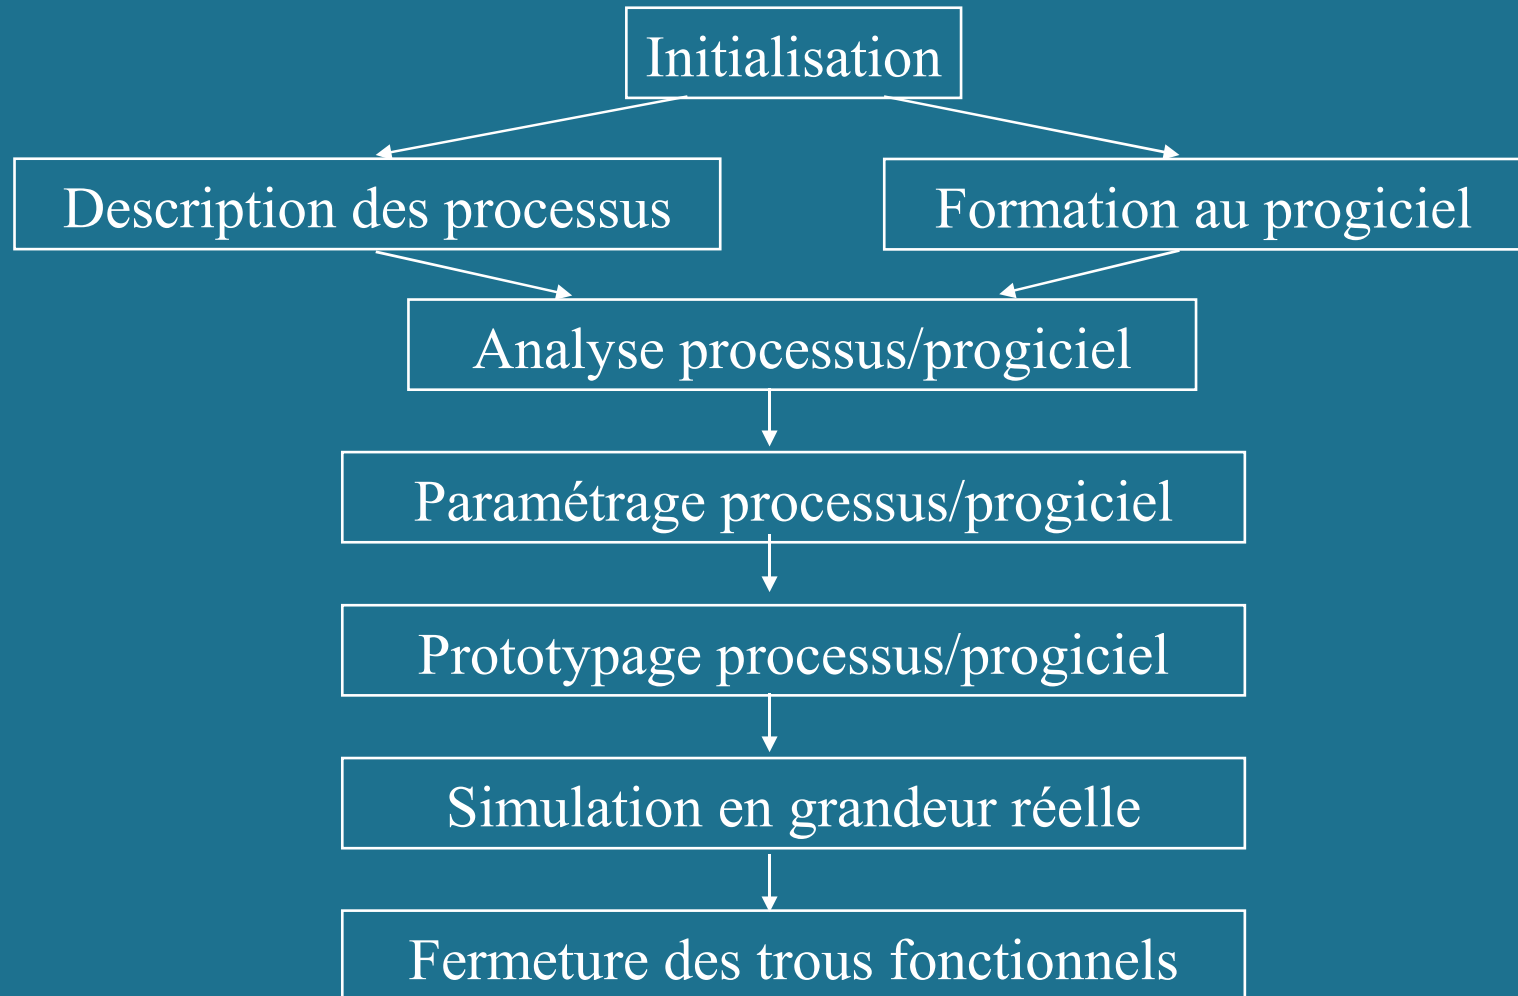 Initialisation
Description des processus
Formation au progiciel
Analyse processus/progiciel
Paramétrage processus/progiciel
Prototypage processus/progiciel
Simulation en grandeur réelle
Fermeture des trous fonctionnels